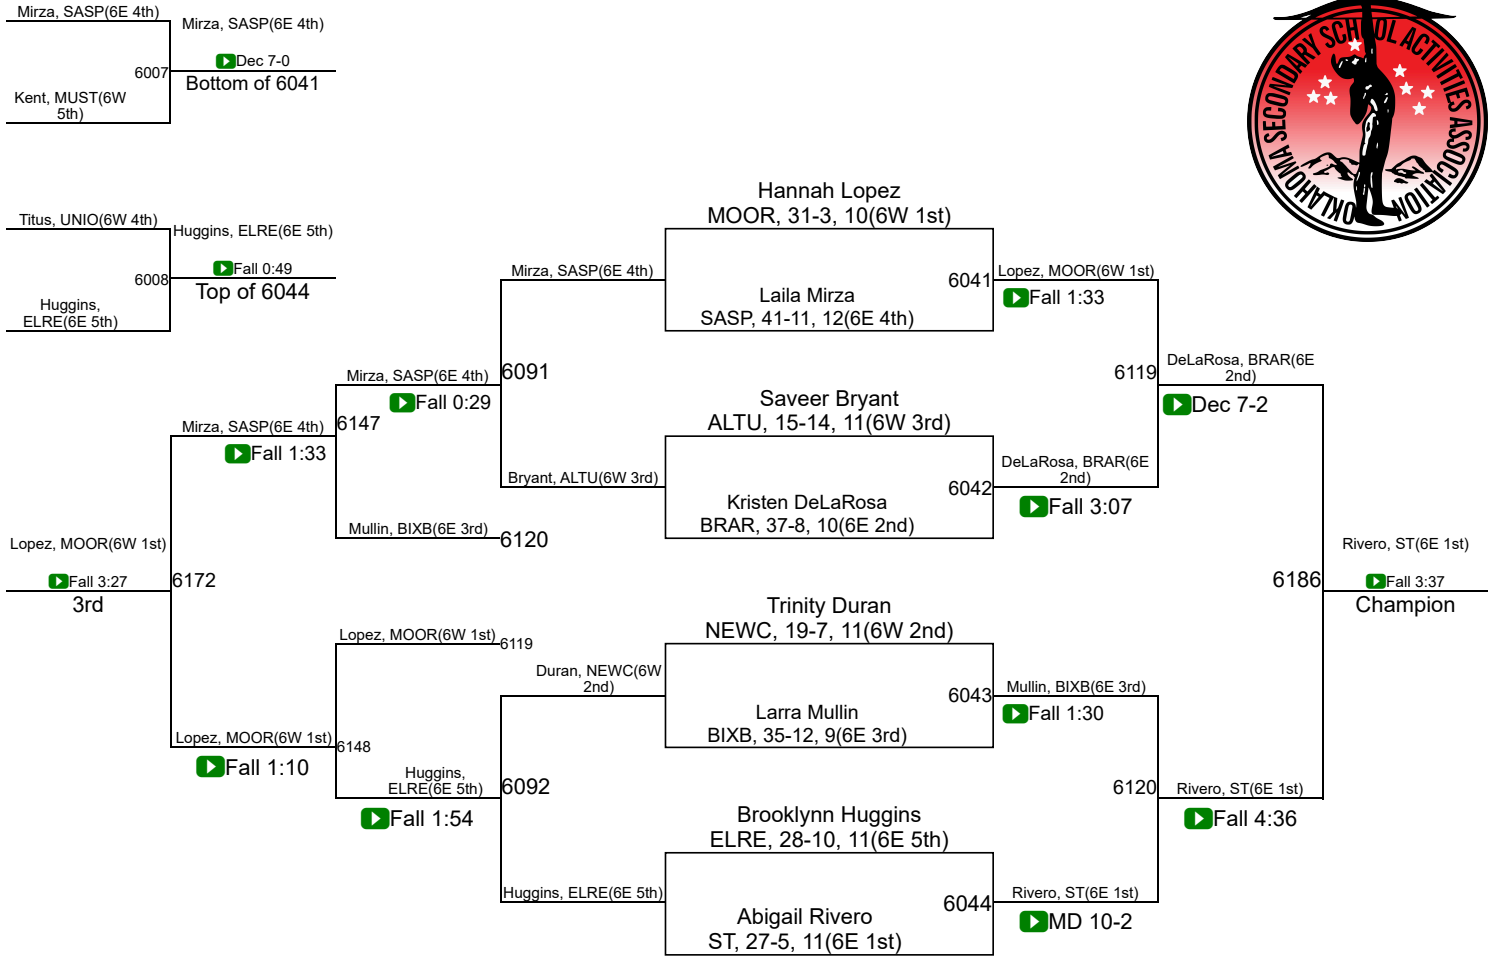 Mirza, SASP(6E 4th)
Mirza, SASP(6E 4th)
Dec 7-0
6007
Bottom of 6041
Kent, MUST(6W
5th)
OKLAHOMA SECONDARY SCHOOL ACTIVITIES ASSOCIATION
Titus, UNIO(6W 4th)
Huggins, ELRE(6E 5th)
Fall 0:49
6008
Top of 6044
Huggins,
ELRE(6E 5th)
Hannah Lopez
MOOR, 31-3, 10(6W 1st)
Mirza, SASP(6E 4th)
6041
Lopez, MOOR(6W 1st)
Fall 1:33
Laila Mirza
SASP, 41-11, 12(6E 4th)
Mirza, SASP(6E 4th)
6091
Fall 0:29
6119
DeLaRosa, BRAR(6E
2nd)
Dec 7-2
Saveer Bryant
ALTU, 15-14, 11(6W 3rd)
Mirza, SASP(6E 4th)
6147
Fall 1:33
Bryant, ALTU(6W 3rd)
6042
DeLaRosa, BRAR(6E
2nd)
Fall 3:07
Kristen DeLaRosa
BRAR, 37-8, 10(6E 2nd)
Mullin, BIXB(6E 3rd)
6120
Lopez, MOOR(6W 1st)
Fall 3:27
3rd
6172
6186
Rivero, ST(6E 1st)
Fall 3:37
Champion
Trinity Duran
NEWC, 19-7, 11(6W 2nd)
Lopez, MOOR(6W 1st)
6119
Duran, NEWC(6W
2nd)
6043
Mullin, BIXB(6E 3rd)
Fall 1:30
Larra Mullin
BIXB, 35-12, 9(6E 3rd)
Lopez, MOOR(6W 1st)
6148
Fall 1:10
Huggins,
ELRE(6E 5th)
6092
Fall 1:54
6120
Rivero, ST(6E 1st)
Fall 4:36
Brooklynn Huggins
ELRE, 28-10, 11(6E 5th)
Huggins, ELRE(6E 5th)
6044
Rivero, ST(6E 1st)
MD 10-2
Abigail Rivero
ST, 27-5, 11(6E 1st)